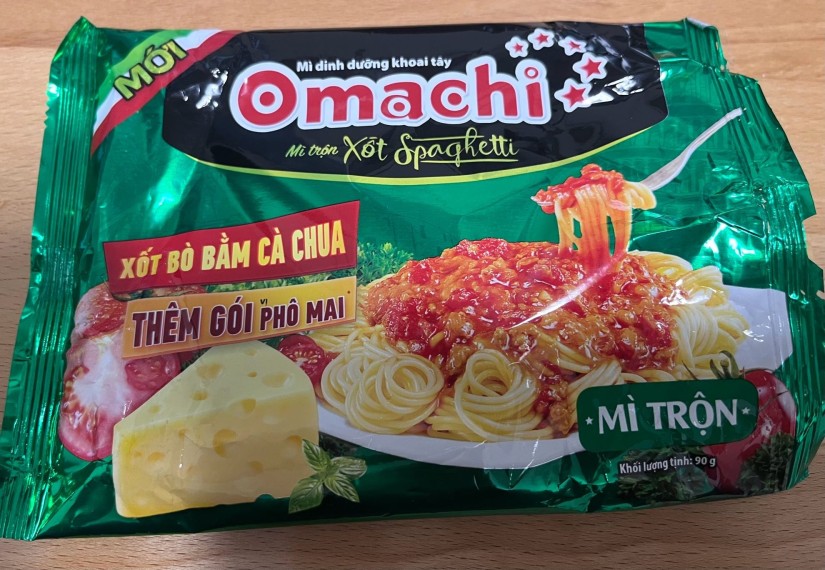 MỚI
Mì dinh dưỡng khoai tây
Omachi
Mì trộn Xốt Spaghetti
XỐT BÒ BẰM CÀ CHUA
THÊM GÓI VỊ PHÔ MAI*
MÌ TRỘN
Khối lượng tịnh: 90 g